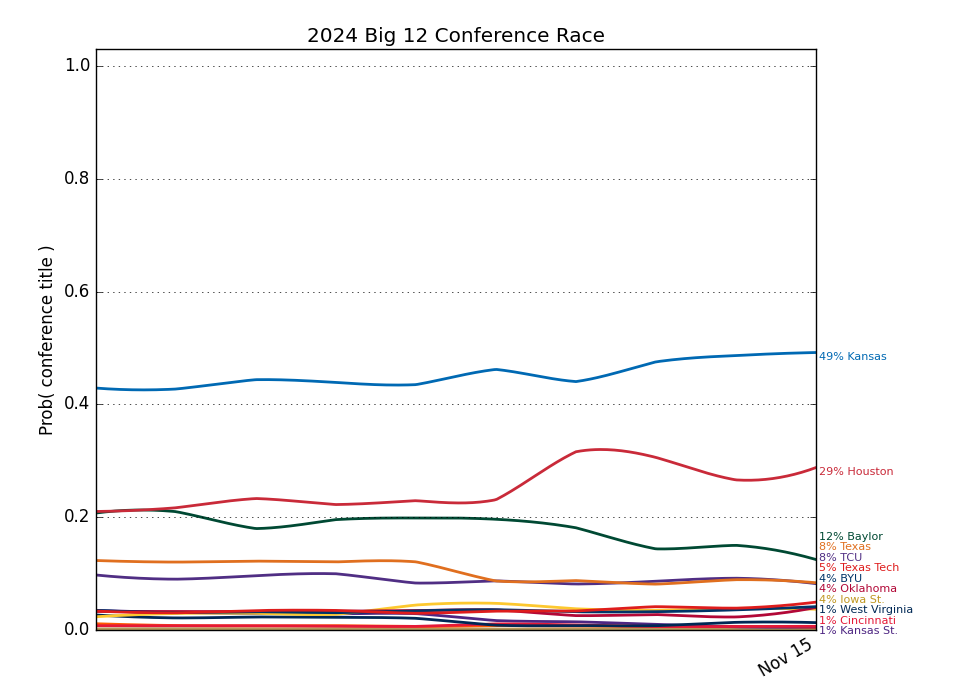 2024 Big 12 Conference Race
1.0
0.8
0.6
0.4
0.2
0.0
Prob( conference title )
49% Kansas
29% Houston
12% Baylor
8% Texas
8% TCU
5% Texas Tech
4% BYU
4% Oklahoma
4% Iowa St.
1% West Virginia
1% Cincinnati
1% Kansas St.
Nov 15